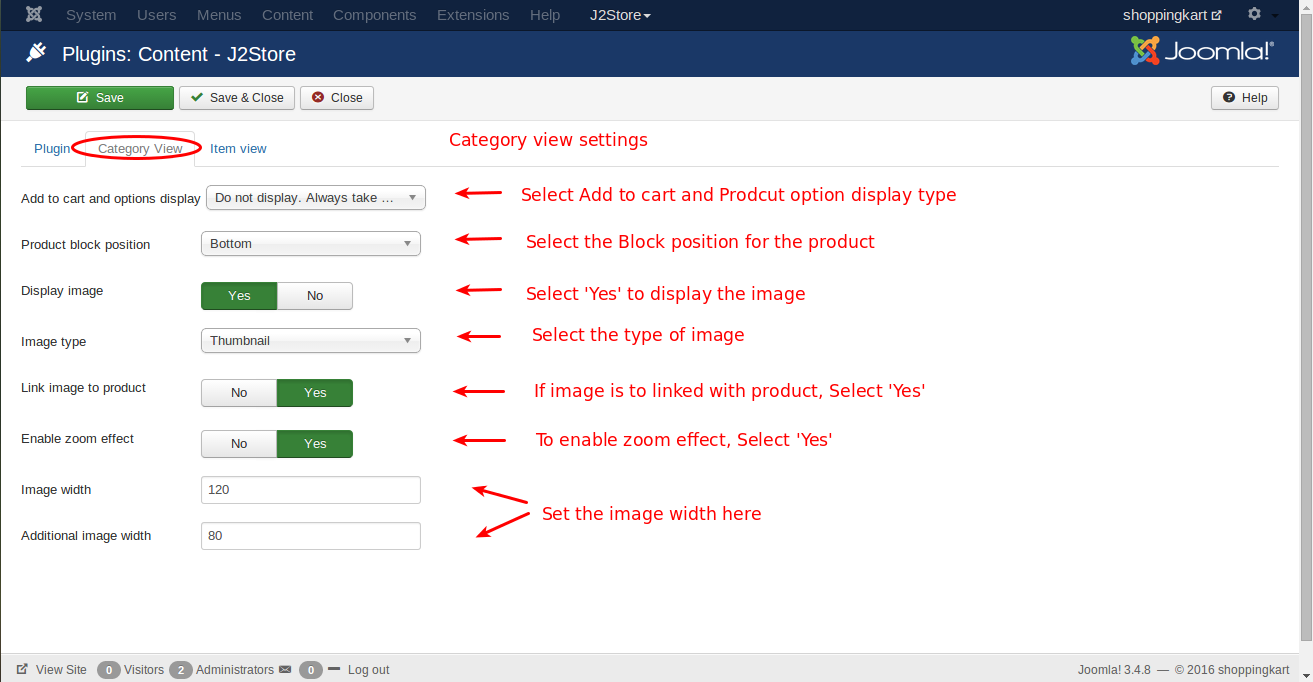 System Users Menus Content Components Extensions Help J2Store shoppingkart
Plugins: Content - J2Store Joomla!®
Save Save & Close Close Help
Category view settings
Plugin Category View Item view
Add to cart and options display Do not display. Always take ... Select Add to cart and Prodcut option display type
Product block position Bottom Select the Block position for the product
Display image Yes No Select 'Yes' to display the image
Image type Thumbnail Select the type of image
Link image to product No Yes If image is to linked with product, Select 'Yes'
Enable zoom effect No Yes To enable zoom effect, Select 'Yes'
Image width 120
Set the image width here
Additional image width 80
View Site 0 Visitors 2 Administrators 0 Log out Joomla! 3.4.8 — © 2016 shoppingkart